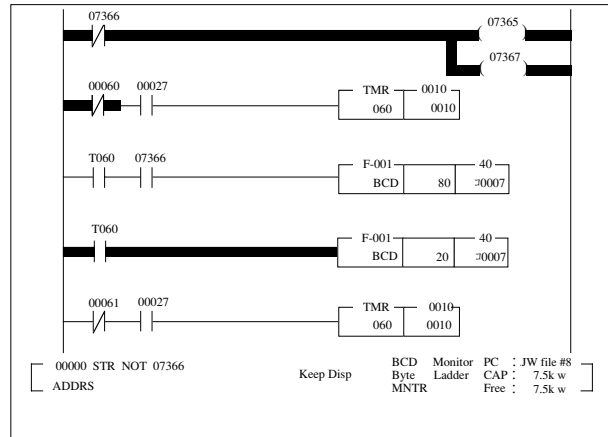 07366 07365
07367
00060 00027 TMR 0010
060 0010
T060 07366 F-001 40
BCD 80 ¤0007
T060 F-001 40
BCD 20 ¤0007
00061 00027 TMR 0010
060 0010
00000 STR NOT 07366
ADDRS
Keep Disp
BCD Monitor PC : JW file #8
Byte Ladder CAP : 7.5k w
MNTR Free : 7.5k w